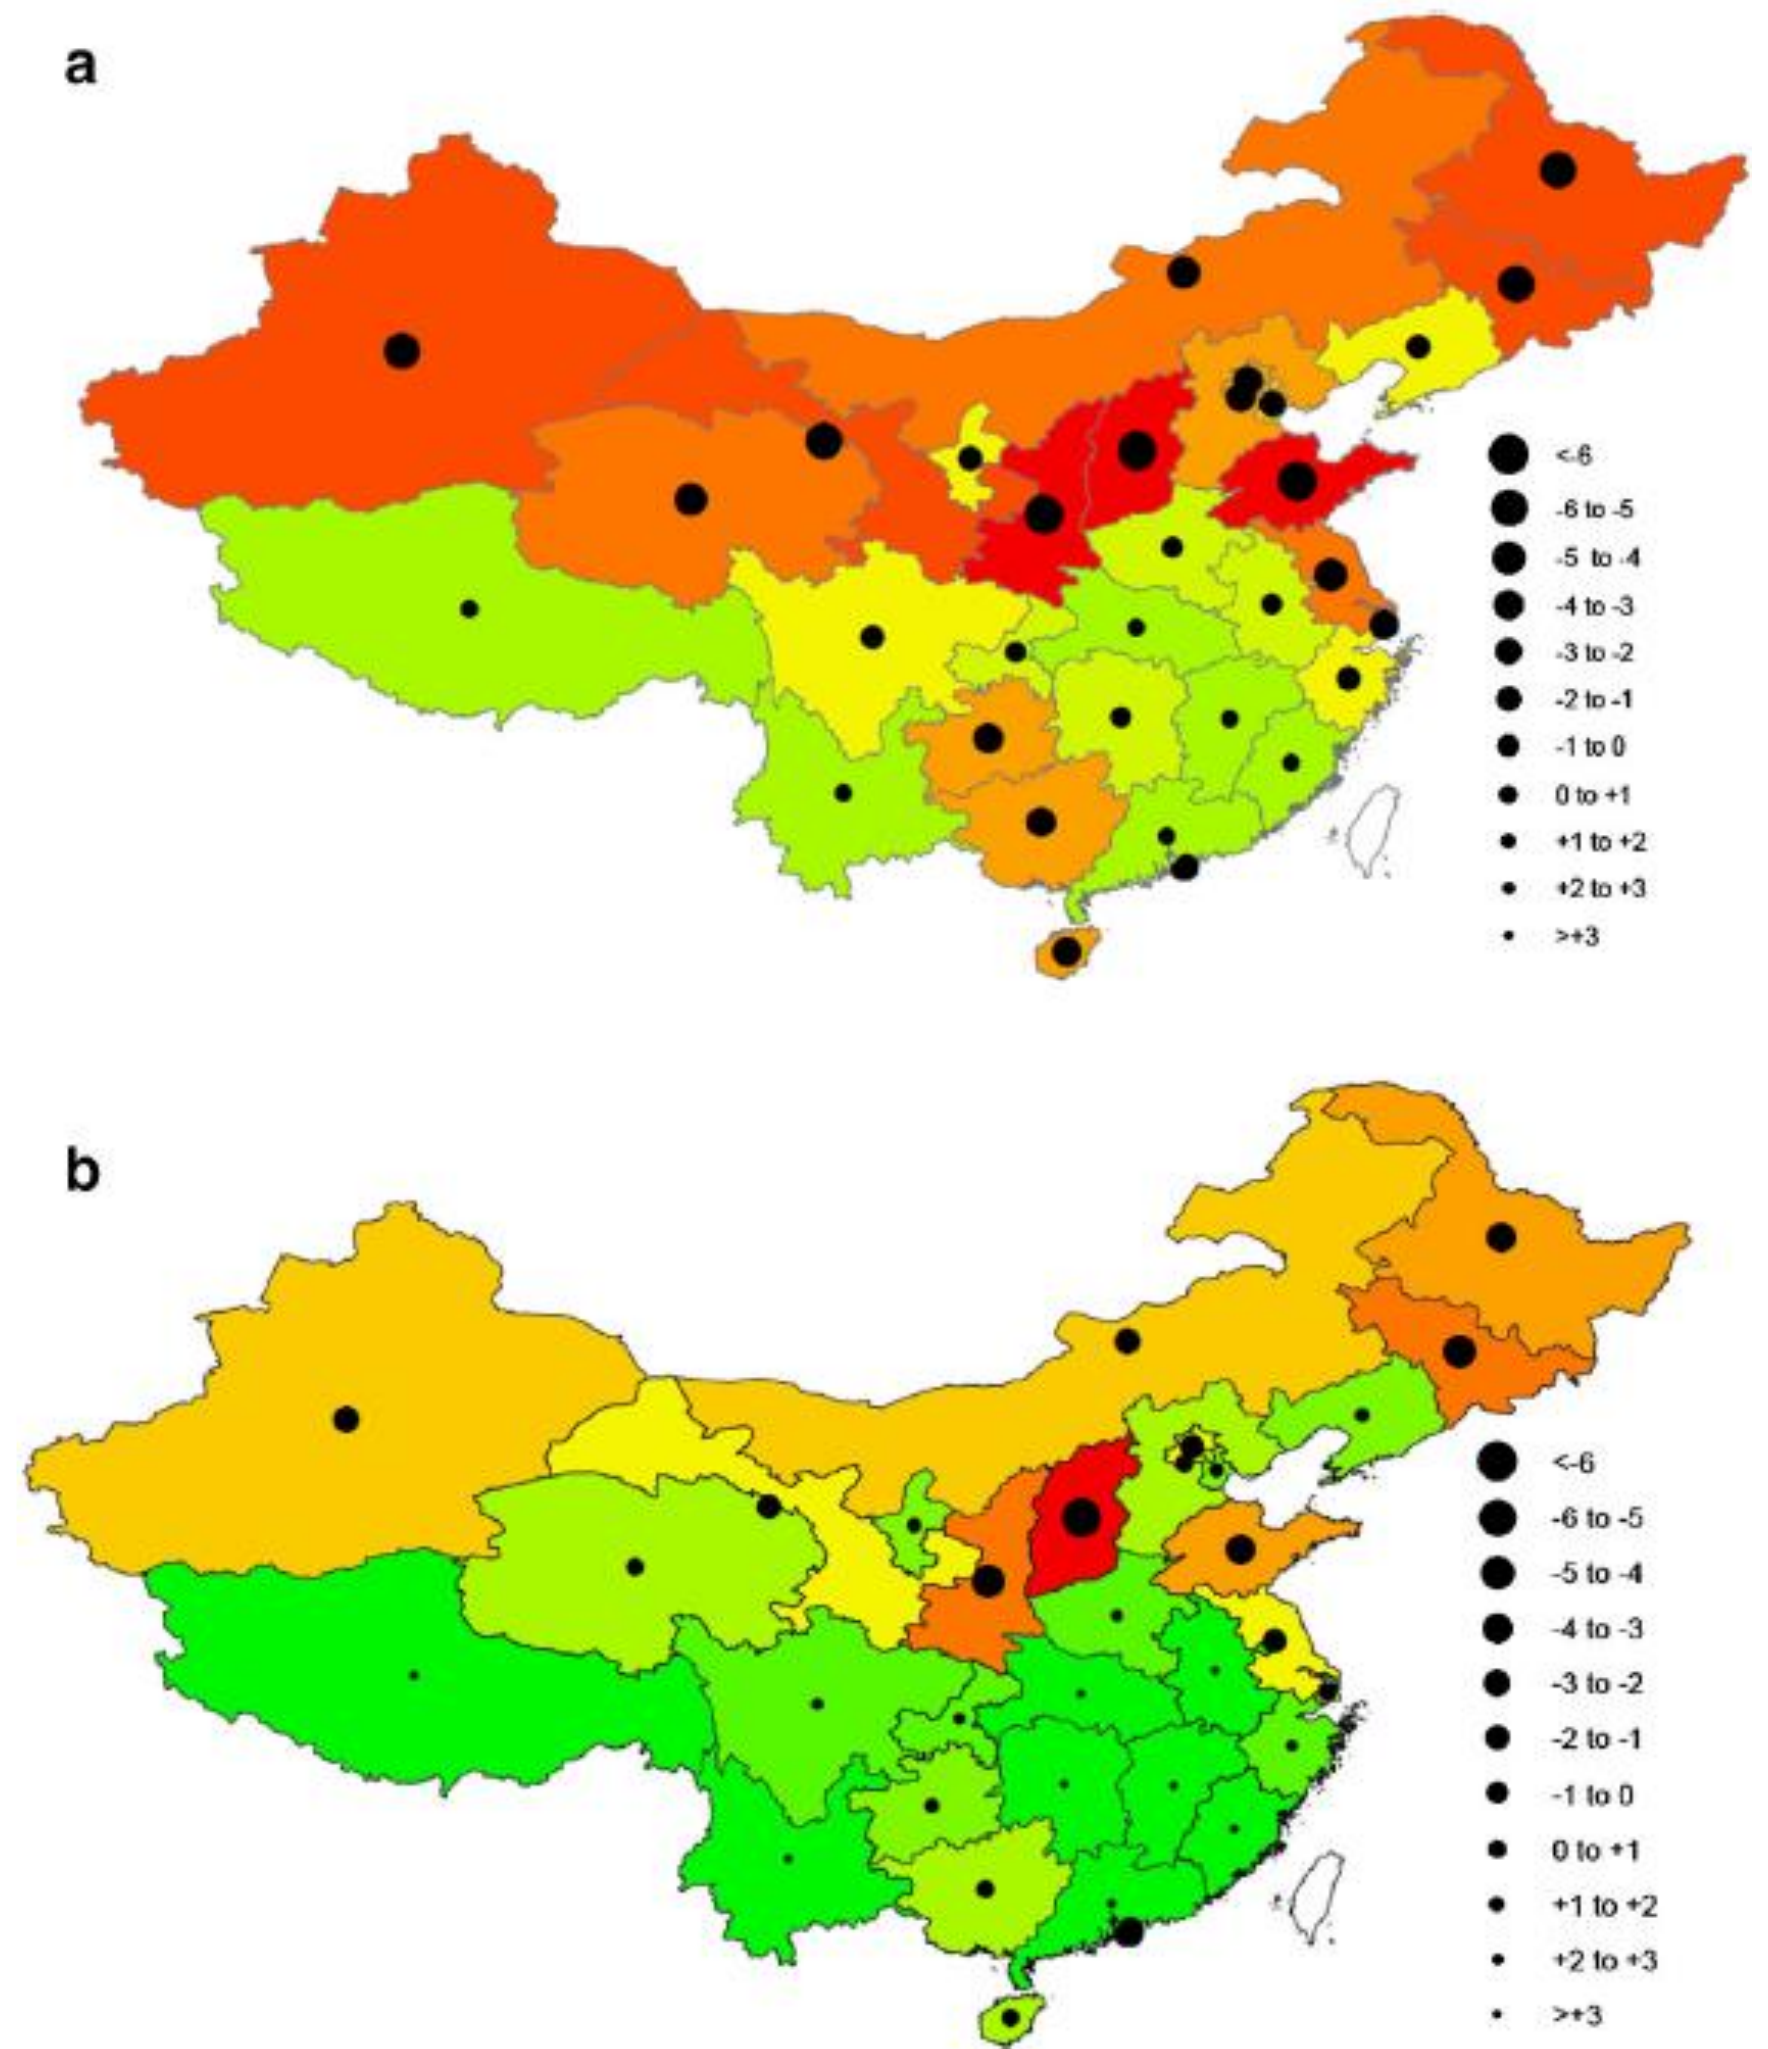 a
<-6
-6 to -5
-5 to -4
-4 to -3
-3 to -2
-2 to -1
-1 to 0
0 to +1
+1 to +2
+2 to +3
>+3
b
<-6
-6 to -5
-5 to -4
-4 to -3
-3 to -2
-2 to -1
-1 to 0
0 to +1
+1 to +2
+2 to +3
>+3